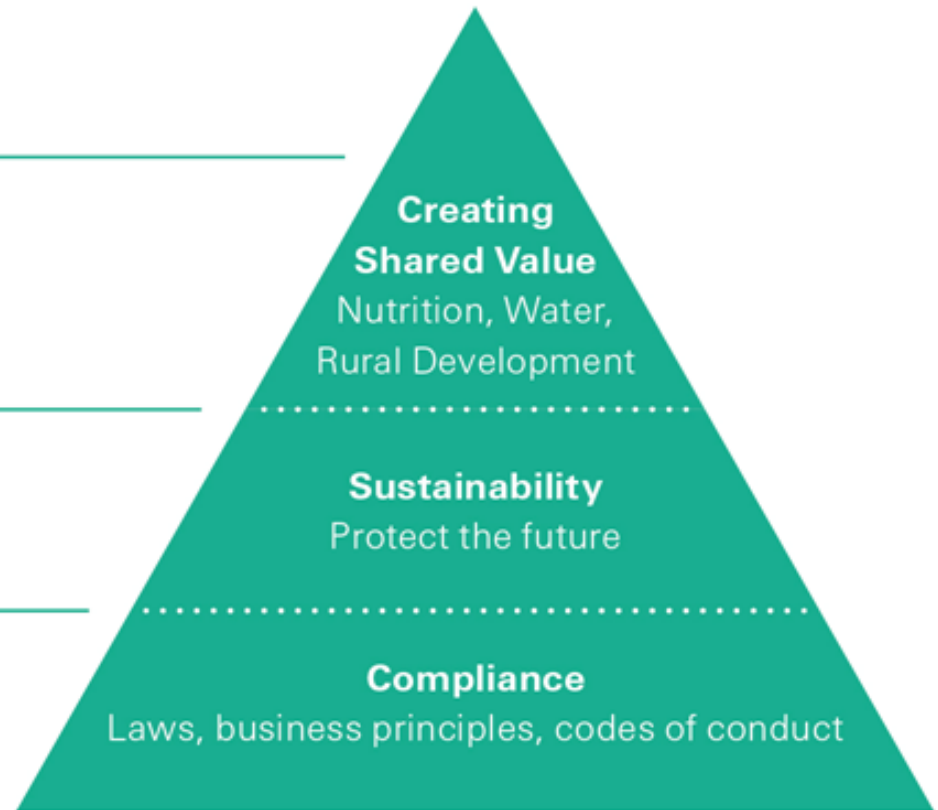 Creating
Shared Value
Nutrition, Water,
Rural Development
Sustainability
Protect the future
Compliance
Laws, business principles, codes of conduct